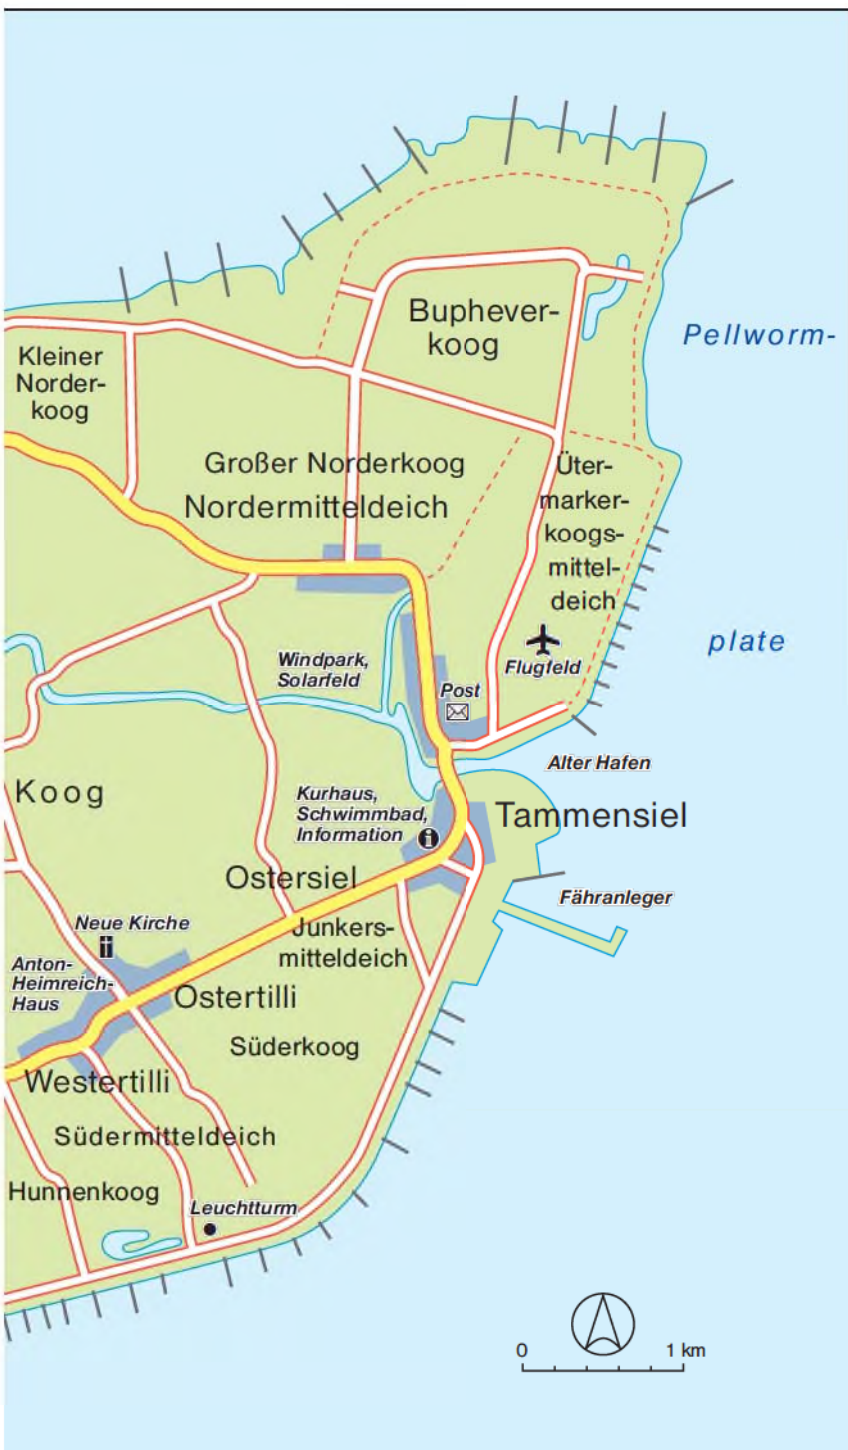 Buphever-
koog
Pellworm-
Kleiner
Norder-
koog
Großer Norderkoog
Nordermitteldeich
Üter-
marker-
koogs-
mittel-
deich
plate
Windpark,
Solarfeld
Flugfeld
Post
Alter Hafen
Koog
Kurhaus,
Schwimmbad,
Information
Tammensiel
Ostersiel
Fähranleger
Neue Kirche
Junkers-
mitteldeich
Anton-
Heimreich-
Haus
Ostertilli
Süderkoog
Westertilli
Südermitteldeich
Hunnenkoog
Leuchtturm
0 1 km